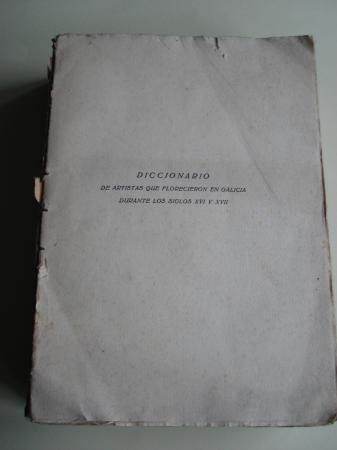 DICCIONARIO
DE ARTISTAS QUE FLORECIERON EN GALICIA
DURANTE LOS SIGLOS XVI Y XVII